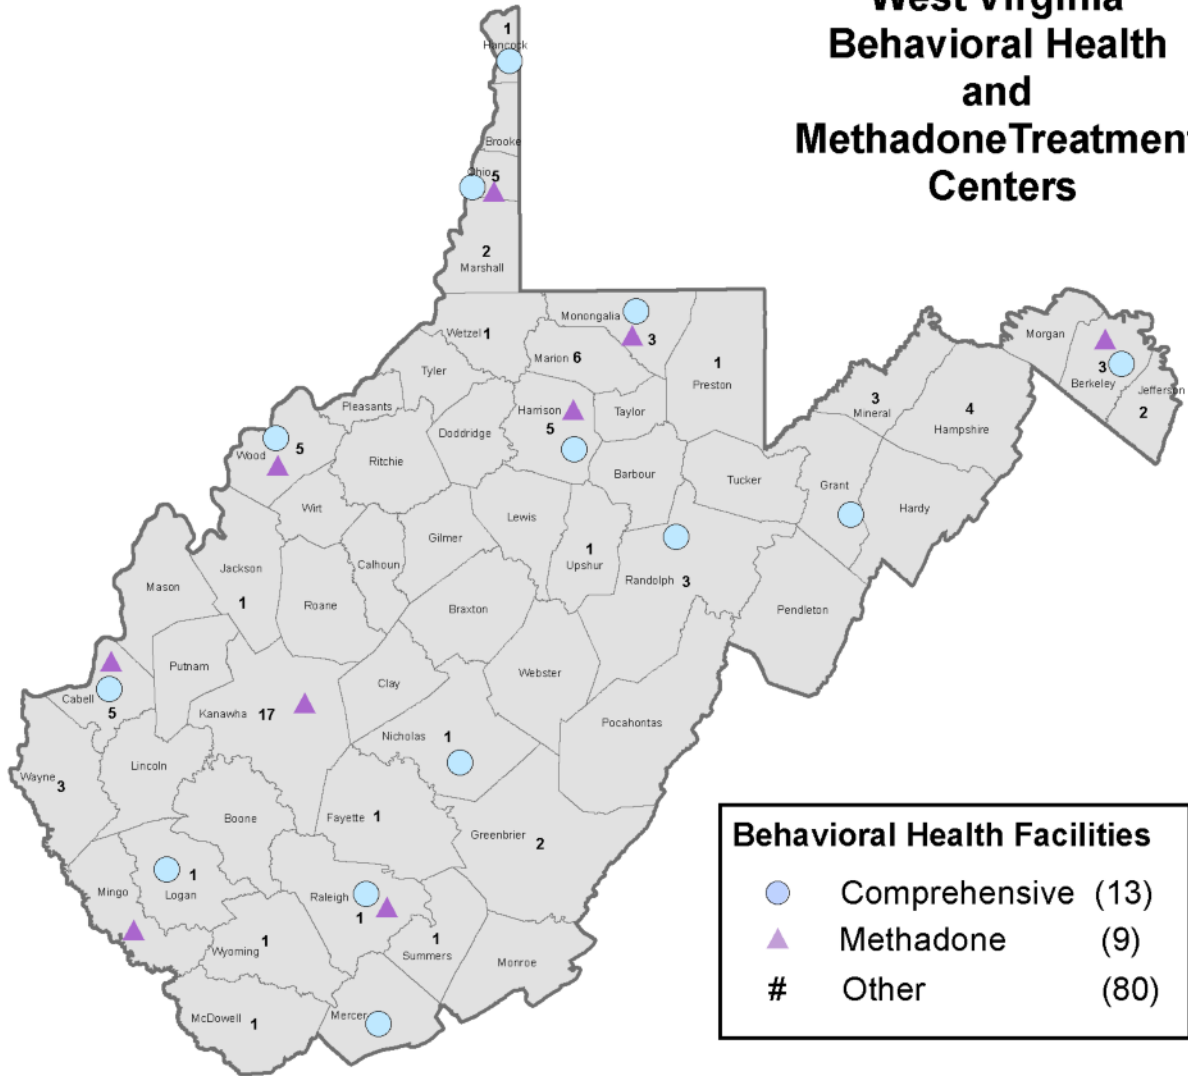 West Virginia
Behavioral Health
and
MethadoneTreatment
Centers
1
Hancock
Brooke
Ohio
5
2
Marshall
Wetzel 1
Monongalia
3
Marion 6
1
Preston
Tyler
Pleasants
Doddridge
Harrison
5
Taylor
3
Mineral
4
Hampshire
Morgan
3
Berkeley
Jefferson
2
Wood
5
Ritchie
Barbour
Tucker
Grant
Hardy
Wirt
Lewis
Gilmer
Calhoun
1
Upshur
Randolph 3
Pendleton
Mason
Jackson
1
Roane
Braxton
Webster
Putnam
Clay
Cabell
5
Kanawha 17
Nicholas 1
Pocahontas
Wayne 3
Lincoln
Boone
Fayette 1
Greenbrier 2
1
Logan
Mingo
Raleigh
1
Wyoming 1
1
Summers
Monroe
McDowell 1
Mercer
Behavioral Health Facilities
Comprehensive (13)
Methadone (9)
# Other (80)